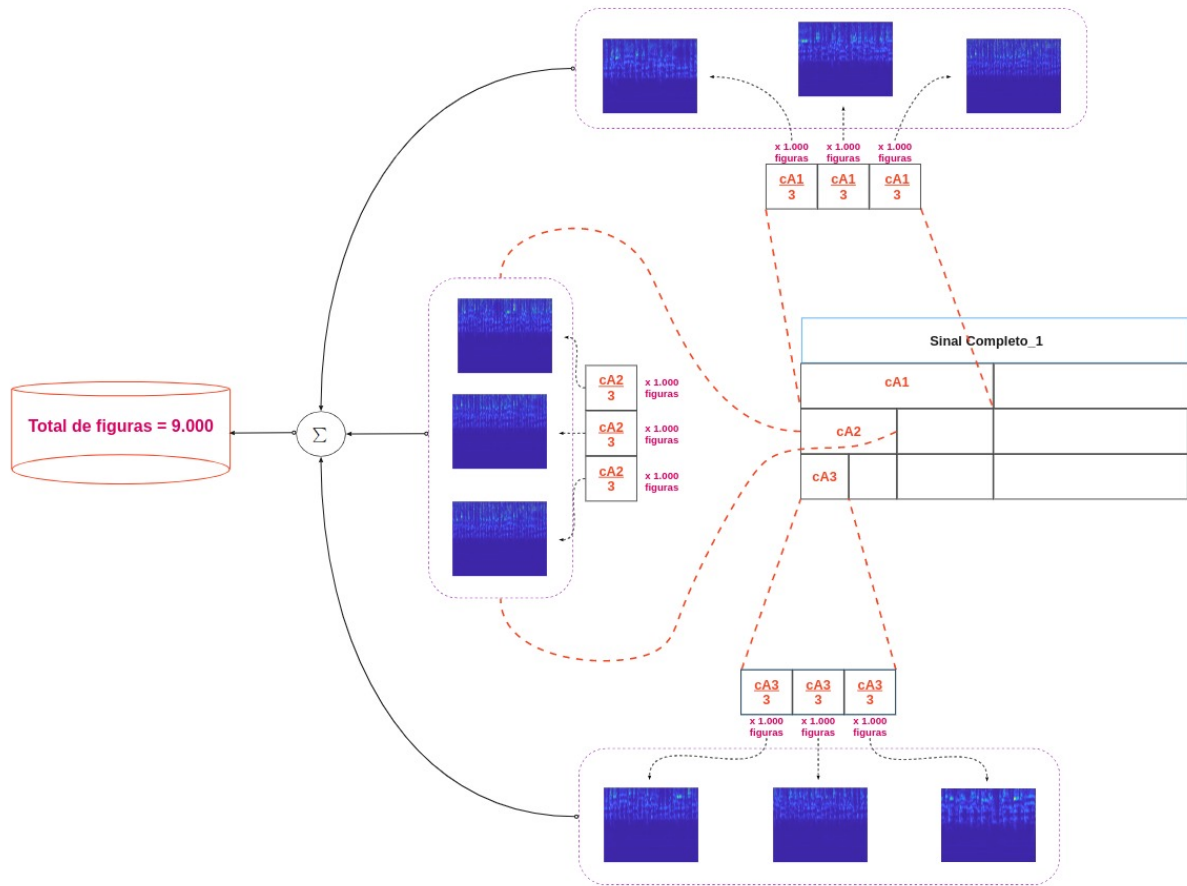 x 1.000 figuras
x 1.000 figuras
x 1.000 figuras
cA1
3
cA1
3
cA1
3
Sinal Completo_1
cA1
cA2
cA3
cA2
3
x 1.000
figuras
cA2
3
x 1.000
figuras
cA2
3
x 1.000
figuras
Total de figuras = 9.000
Σ
cA3
3
cA3
3
cA3
3
x 1.000 figuras
x 1.000 figuras
x 1.000 figuras